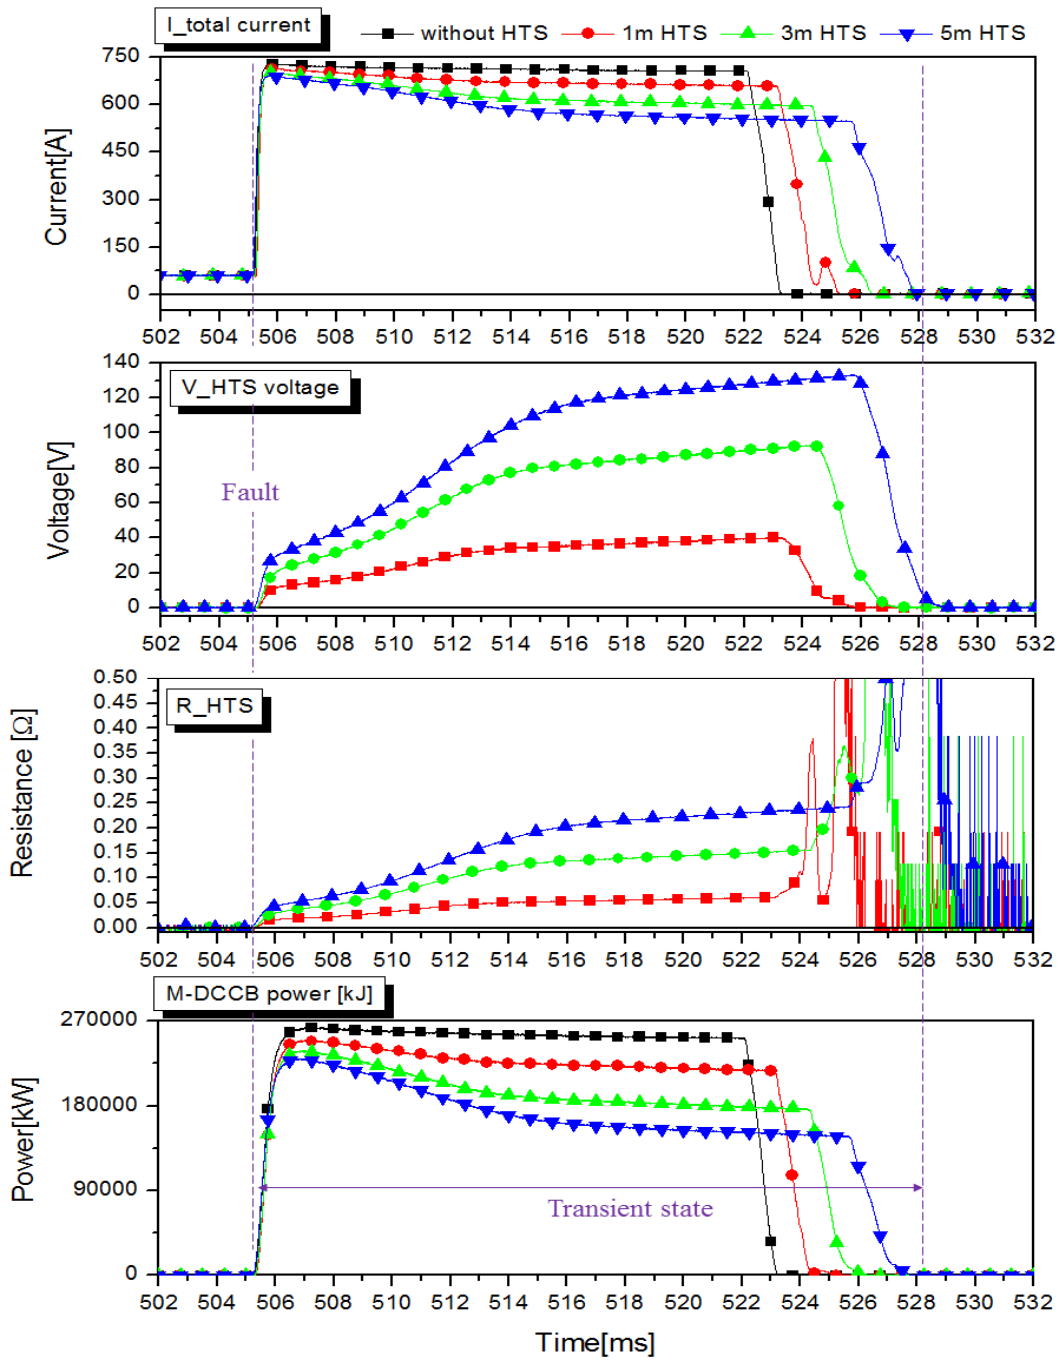 I_total current
without HTS 1m HTS 3m HTS 5m HTS
750
600
450
300
150
0
Current[A]
502 504 506 508 510 512 514 516 518 520 522 524 526 528 530 532
V_HTS voltage
140
120
100
80
60
40
20
0
Voltage[V]
Fault
502 504 506 508 510 512 514 516 518 520 522 524 526 528 530 532
R_HTS
0.50
0.45
0.40
0.35
0.30
0.25
0.20
0.15
0.10
0.05
0.00
Resistance [Ω]
502 504 506 508 510 512 514 516 518 520 522 524 526 528 530 532
M-DCCB power [kJ]
270000
180000
90000
0
Power[kW]
Transient state
502 504 506 508 510 512 514 516 518 520 522 524 526 528 530 532
Time[ms]